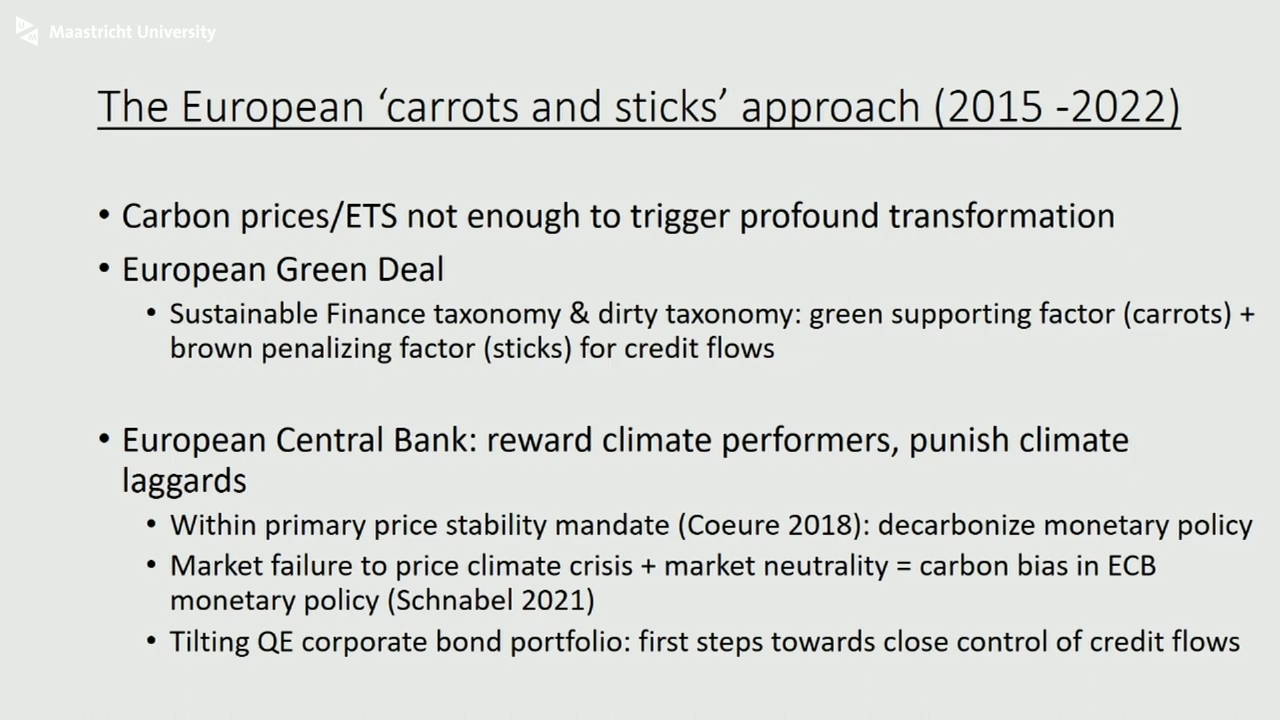 Maastricht University
The European ‘carrots and sticks’ approach (2015 -2022)
• Carbon prices/ETS not enough to trigger profound transformation
• European Green Deal
• Sustainable Finance taxonomy & dirty taxonomy: green supporting factor (carrots) +
brown penalizing factor (sticks) for credit flows
• European Central Bank: reward climate performers, punish climate
laggards
• Within primary price stability mandate (Coeure 2018): decarbonize monetary policy
• Market failure to price climate crisis + market neutrality = carbon bias in ECB
monetary policy (Schnabel 2021)
• Tilting QE corporate bond portfolio: first steps towards close control of credit flows